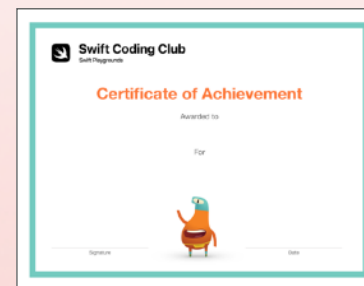 Swift Coding Club
Swift Playgrounds
Certificate of Achievement
Awarded to
For
Signature
Date